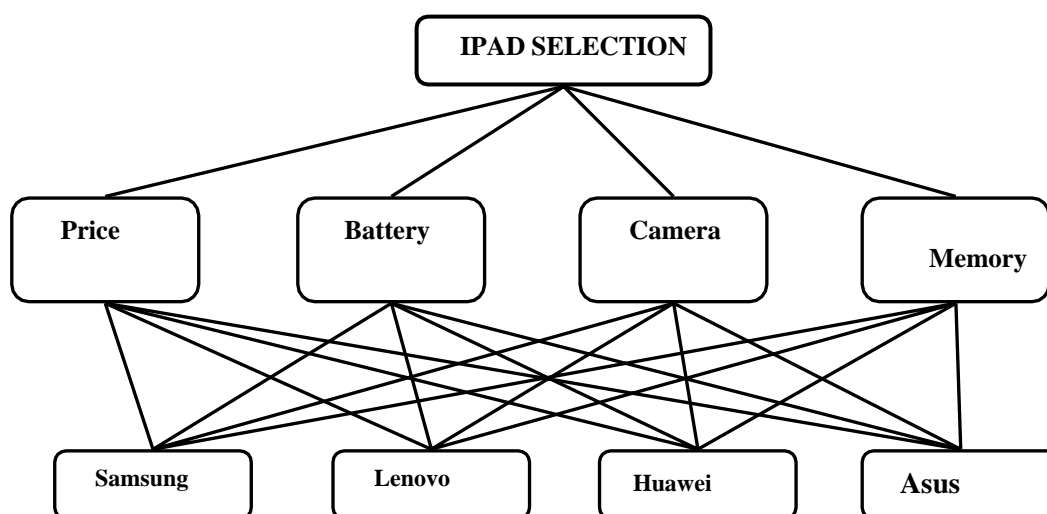 IPAD SELECTION
Price
Battery
Camera
Memory
Samsung
Lenovo
Huawei
Asus